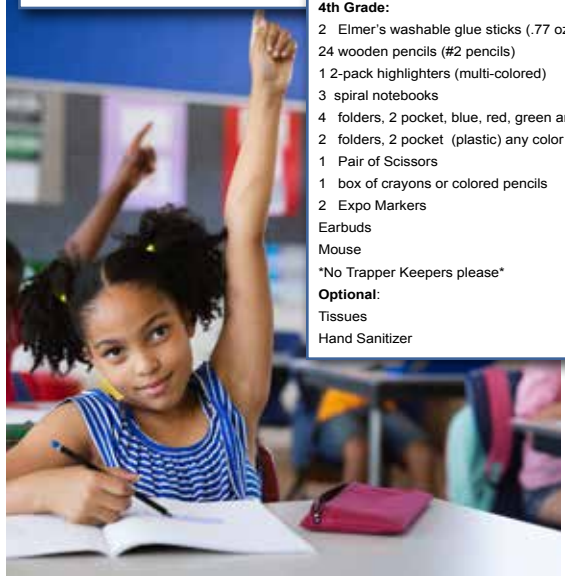 4th Grade:
2 Elmer's washable glue sticks (.77
24 wooden pencils (#2 pencils)
1 2-pack highlighters (multi-colored)
3 spiral notebooks
4 folders, 2 pocket, blue, red, green
2 folders, 2 pocket (plastic) any color
1 Pair of Scissors
1 box of crayons or colored pencils
2 Expo Markers
Earbuds
Mouse
*No Trapper Keepers please*
Optional:
Tissues
Hand Sanitizer